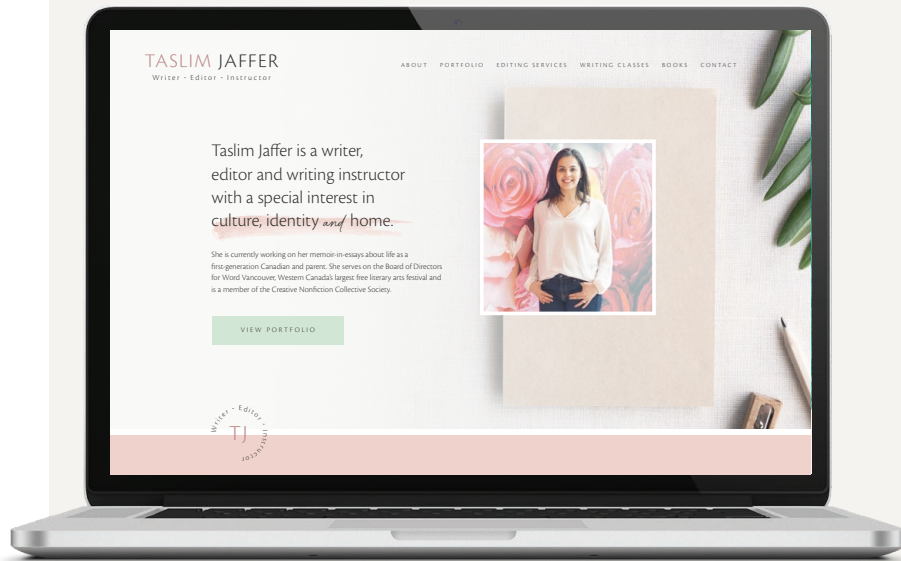 TASLIM JAFFER
Writer - Editor - Instructor
ABOUT PORTFOLIO EDITING SERVICES WRITING CLASSES BOOKS CONTACT
Taslim Jaffer is a writer,
editor and writing instructor
with a special interest in
culture, identity and home.
She is currently working on her memoir-in-essays about life as a
first-generation Canadian and parent. She serves on the Board of Directors
for Word Vancouver, Western Canada's largest free literary arts festival and
is a member of the Creative Nonfiction Collective Society.
VIEW PORTFOLIO
Writer - Editor - Instructor
TJ